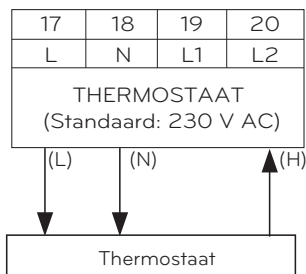 17 18 19 20
L N L1 L2
THERMOSTAAT
(Standaard: 230 V AC)
(L) (N) (H)
Thermostaat